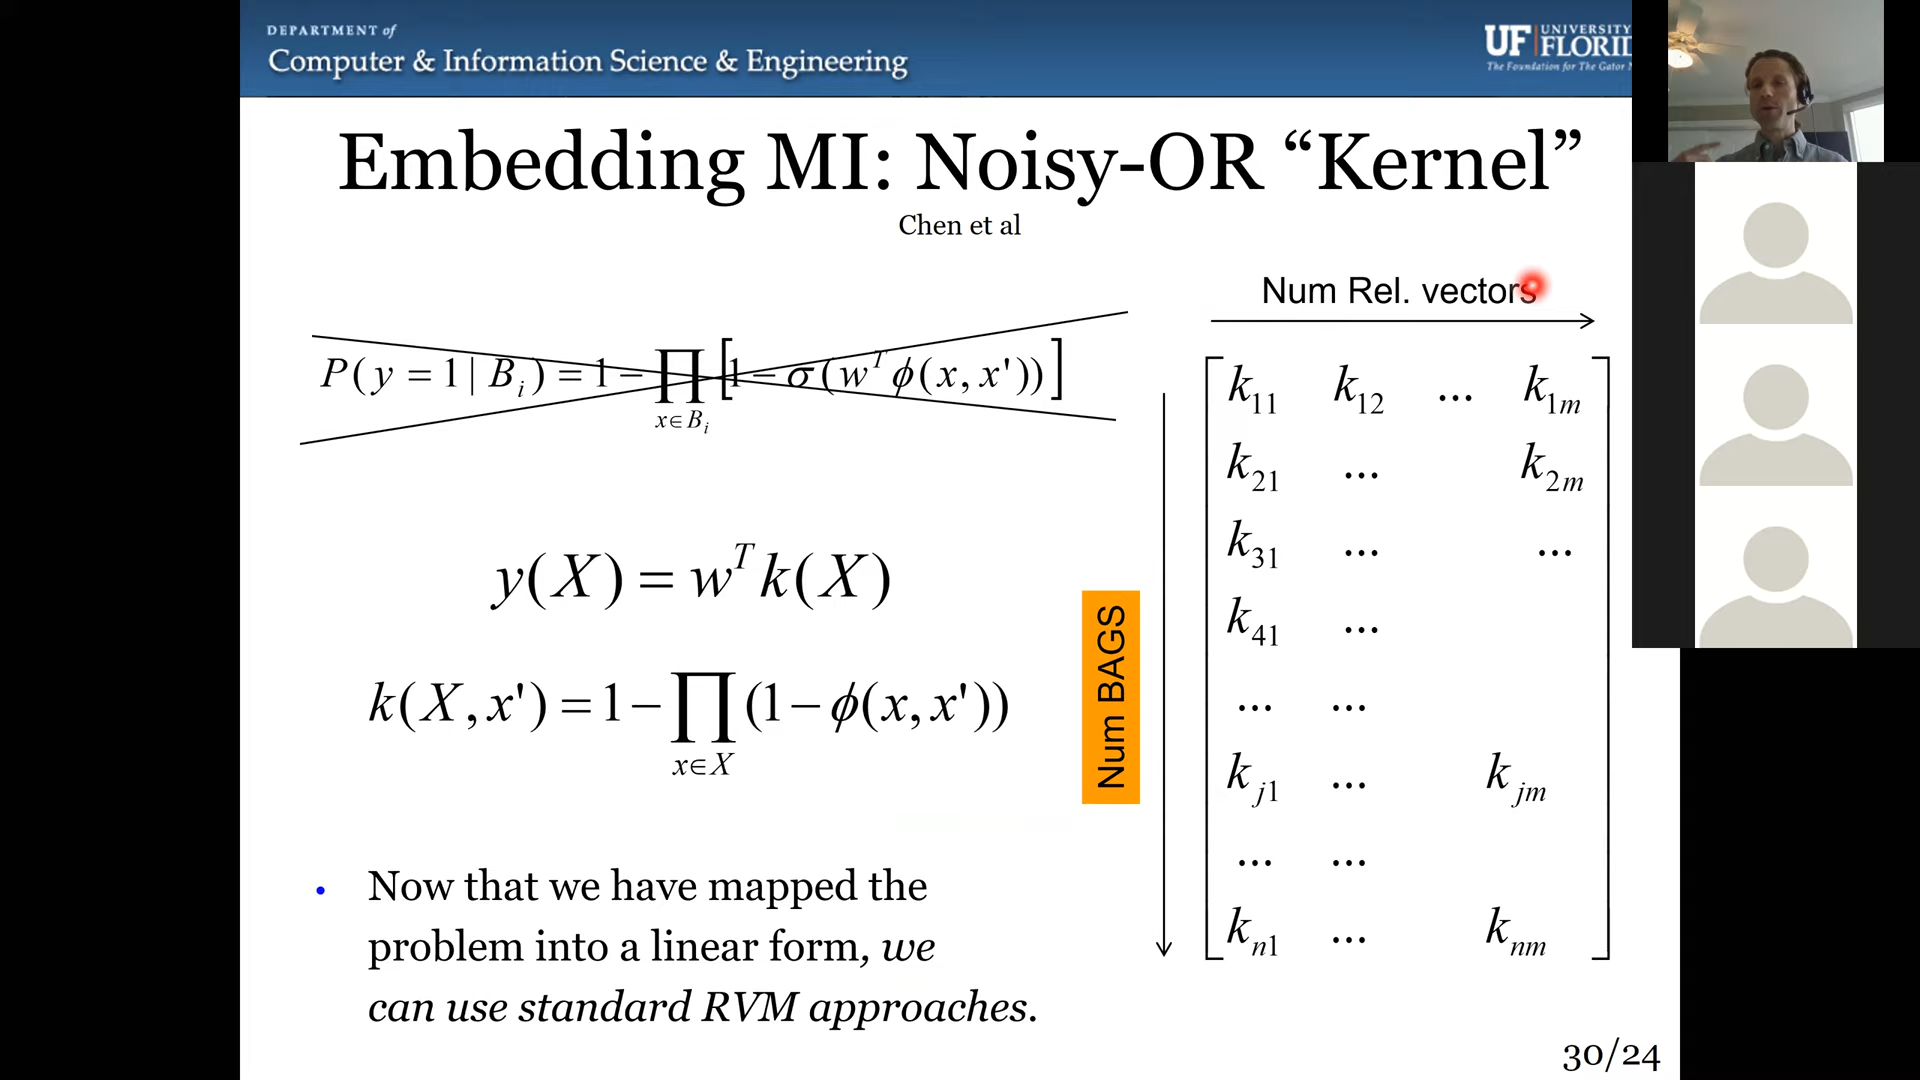 DEPARTMENT of
Computer & Information Science & Engineering
UF UNIVERSITY
FLORI
The Foundation for The Gator
Embedding MI: Noisy-OR “Kernel”
Chen et al
P(y = 1 | B_i) = 1 − ∏_{x∈B_i} [1 − σ(w^T ϕ(x, x'))]
y(X) = w^T k(X)
k(X, x') = 1 − ∏_{x∈X} (1 − ϕ(x, x'))
• Now that we have mapped the
problem into a linear form, we
can use standard RVM approaches.
Num Rel. vectors
Num BAGS
k_11 k_12 ... k_1m
k_21 ... k_2m
k_31 ... ...
k_41 ...
... ...
k_j1 ... k_jm
... ...
k_n1 ... k_nm
30/24